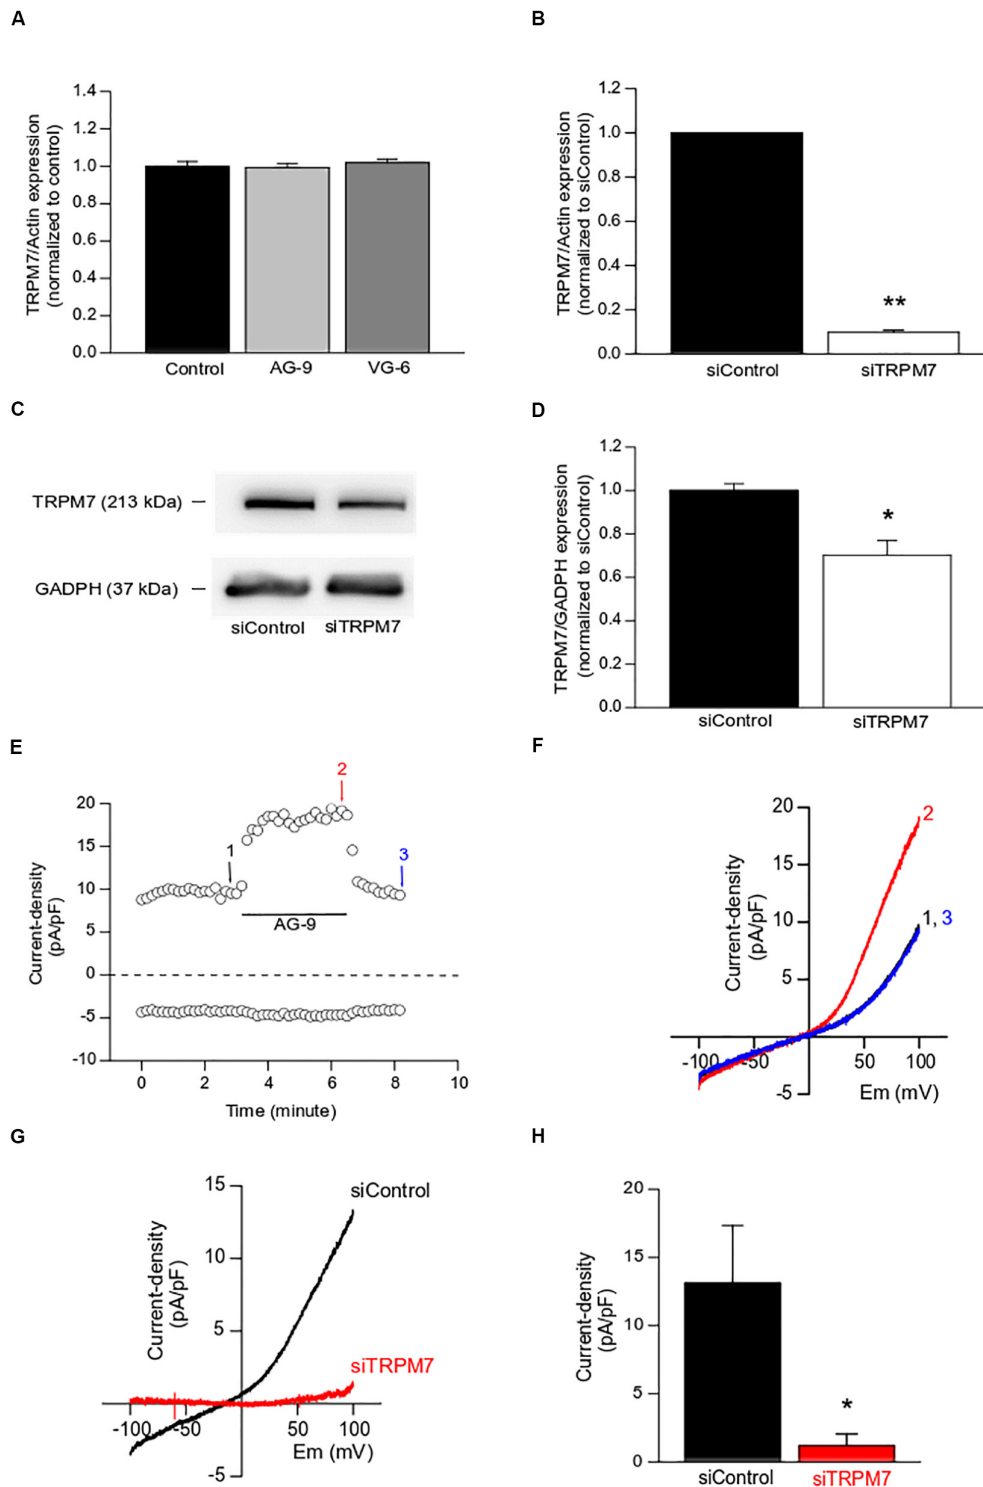 A
TRPM7/Actin expression
(normalized to control)
1.4
1.2
1.0
0.8
0.6
0.4
0.2
0.0
Control AG-9 VG-6
B
TRPM7/Actin expression
(normalized to siControl)
1.2
1.0
0.8
0.6
0.4
0.2
0.0
**
siControl siTRPM7
C
TRPM7 (213 kDa)
GADPH (37 kDa)
siControl siTRPM7
D
TRPM7/GADPH expression
(normalized to siControl)
1.2
1.0
0.8
0.6
0.4
0.2
0.0
*
siControl siTRPM7
E
Current-density
(pA/pF)
20
15
10
5
0
-5
-10
1
2
3
AG-9
0 2 4 6 8 10
Time (minute)
F
Current-density
(pA/pF)
20
15
10
5
-5
2
1, 3
-100 -50 50 100
Em (mV)
G
Current-density
(pA/pF)
15
10
5
-5
siControl
siTRPM7
-100 -50 50 100
Em (mV)
H
Current-density
(pA/pF)
20
15
10
5
0
*
siControl siTRPM7